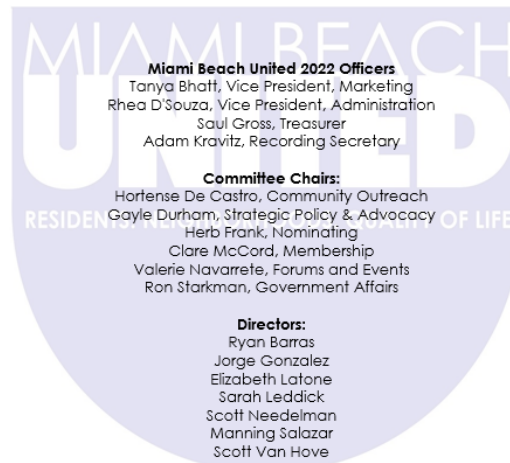 MIAMI BEACH
UNITED
Miami Beach United 2022 Officers
Tanya Bhatt, Vice President, Marketing
Rhea D'Souza, Vice President, Administration
Saul Gross, Treasurer
Adam Kravitz, Recording Secretary
Committee Chairs:
Hortense De Castro, Community Outreach
Gayle Durham, Strategic Policy & Advocacy
Herb Frank, Nominating
Clare McCord, Membership
Valerie Navarrete, Forums and Events
Ron Starkman, Government Affairs
RESIDENTS OF LIFE
Directors:
Ryan Barras
Jorge Gonzalez
Elizabeth Latone
Sarah Leddick
Scott Needelman
Manning Salazar
Scott Van Hove